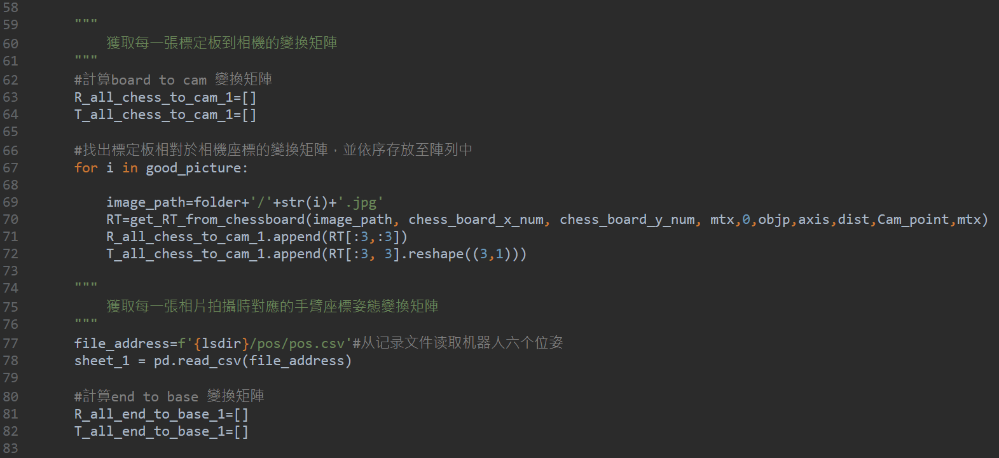 58
59 """
60 獲取每一張標定板到相機的變換矩陣
61 """
62 #計算board to cam 變換矩陣
63 R_all_chess_to_cam_1=[]
64 T_all_chess_to_cam_1=[]
65
66 #找出標定板相對於相機座標的變換矩陣，並依序存放至陣列中
67 for i in good_picture:
68
69 image_path=folder+'/'+str(i)+'.jpg'
70 RT=get_RT_from_chessboard(image_path, chess_board_x_num, chess_board_y_num, mtx,0,objp,axis,dist,Cam_point,mtx)
71 R_all_chess_to_cam_1.append(RT[:3,:3])
72 T_all_chess_to_cam_1.append(RT[:3, 3].reshape((3,1)))
73
74 """
75 獲取每一張相片拍攝時對應的手臂座標姿態變換矩陣
76 """
77 file_address=f'{lsdir}/pos/pos.csv'#从记录文件读取机器人六个位姿
78 sheet_1 = pd.read_csv(file_address)
79
80 #計算end to base 變換矩陣
81 R_all_end_to_base_1=[]
82 T_all_end_to_base_1=[]
83